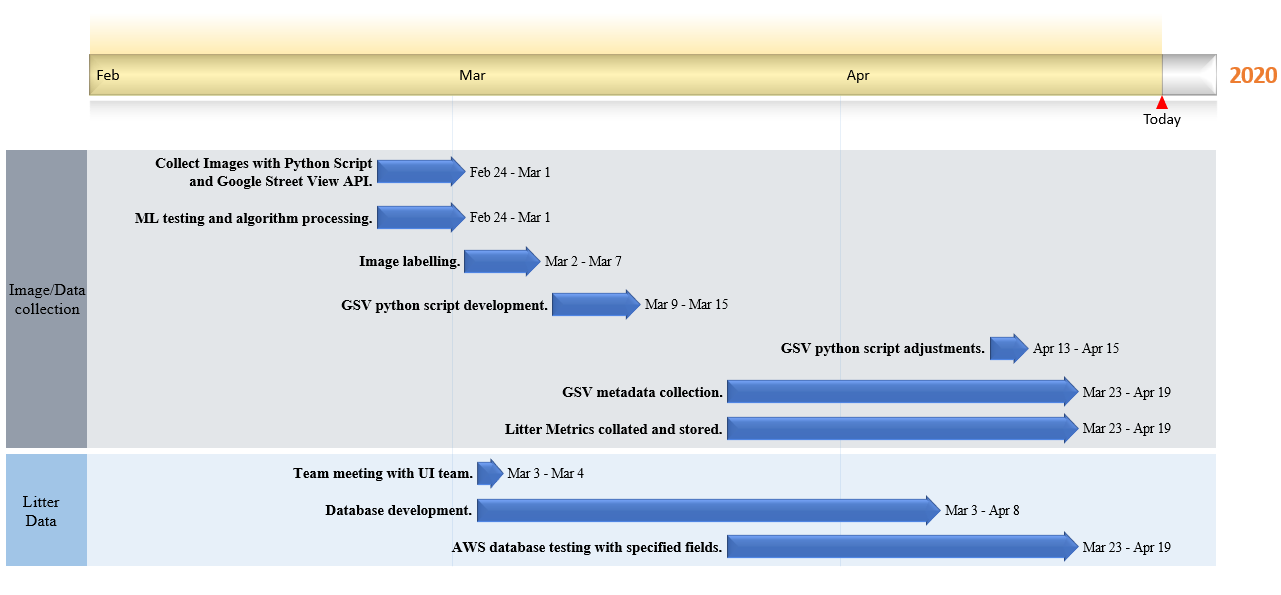 Feb Mar Apr 2020
Today
Image/Data
collection
Collect Images with Python Script
and Google Street View API.
Feb 24 - Mar 1
ML testing and algorithm processing. Feb 24 - Mar 1
Image labelling. Mar 2 - Mar 7
GSV python script development. Mar 9 - Mar 15
GSV python script adjustments. Apr 13 - Apr 15
GSV metadata collection. Mar 23 - Apr 19
Litter Metrics collated and stored. Mar 23 - Apr 19
Litter
Data
Team meeting with UI team. Mar 3 - Mar 4
Database development. Mar 3 - Apr 8
AWS database testing with specified fields. Mar 23 - Apr 19